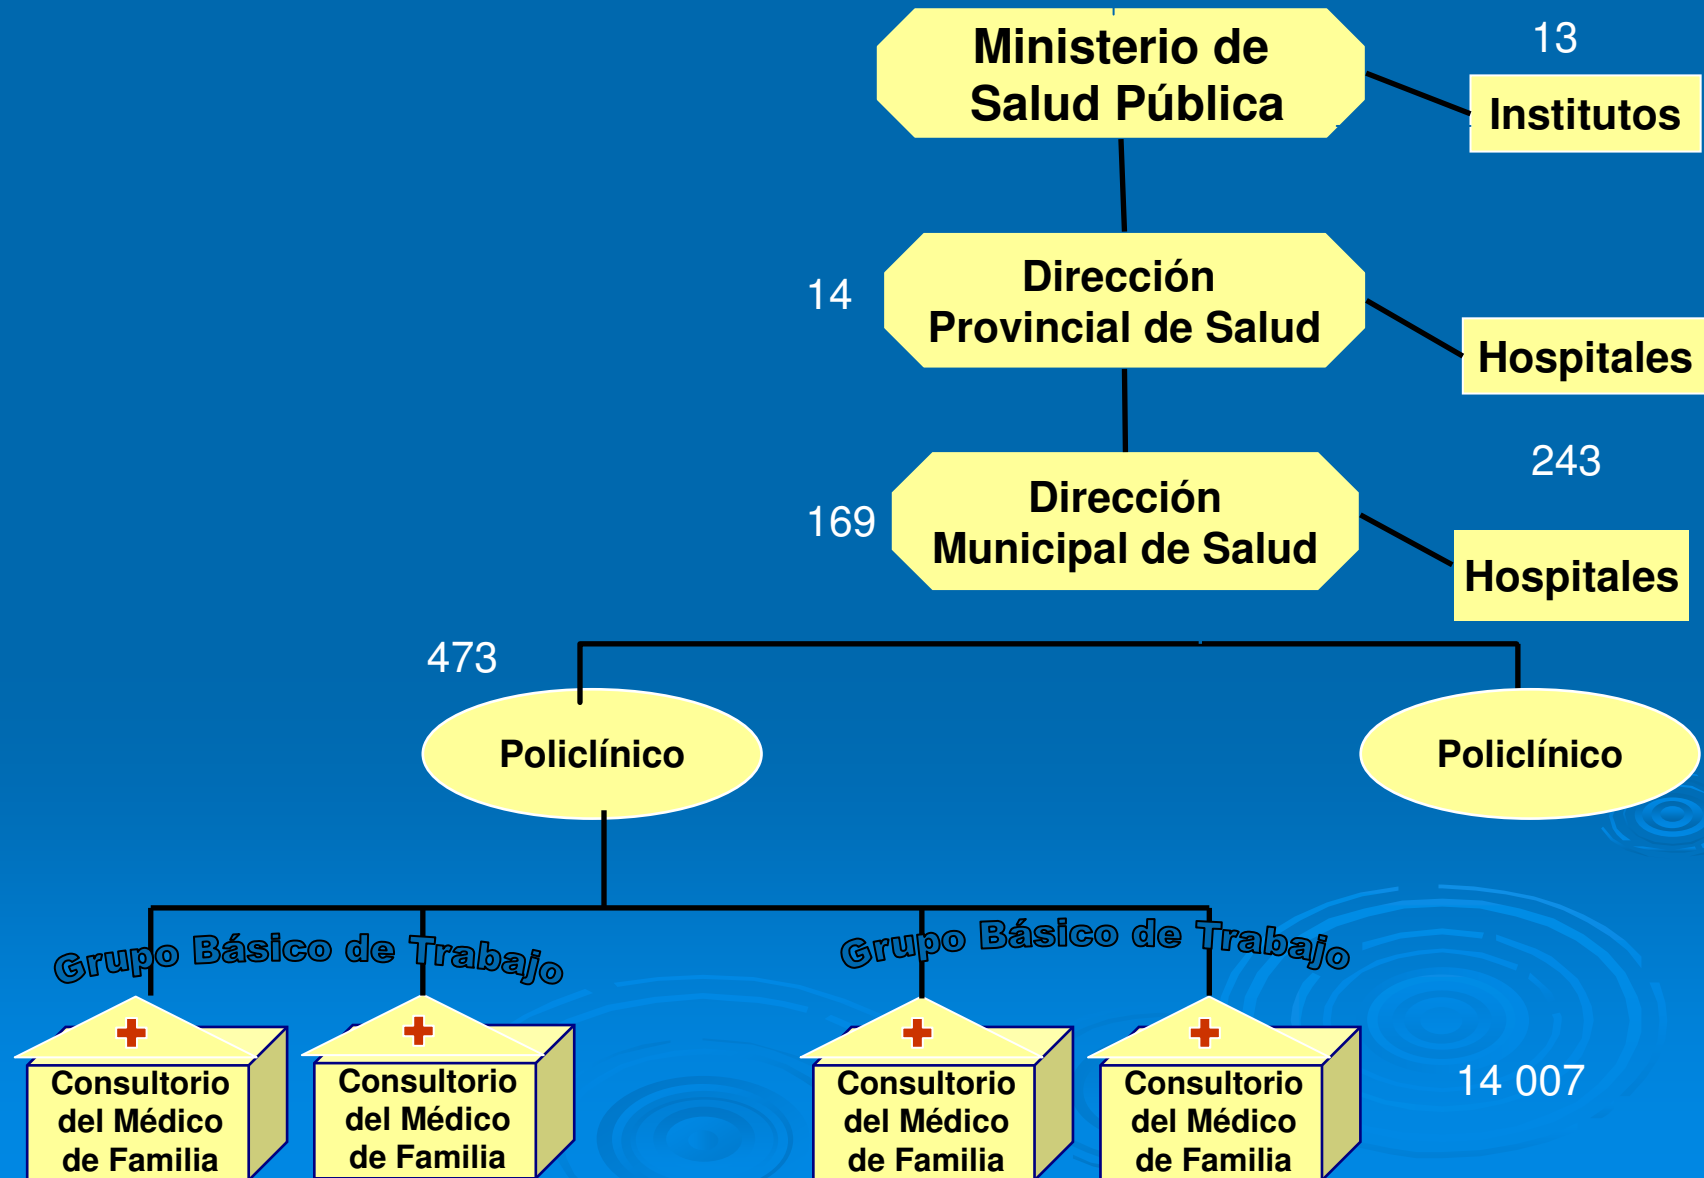 Ministerio de
Salud Pública
13
Institutos
14
Dirección
Provincial de Salud
Hospitales
243
169
Dirección
Municipal de Salud
Hospitales
473
Policlínico
Policlínico
Grupo Básico de Trabajo
Grupo Básico de Trabajo
Consultorio
del Médico
de Familia
Consultorio
del Médico
de Familia
Consultorio
del Médico
de Familia
Consultorio
del Médico
de Familia
14 007